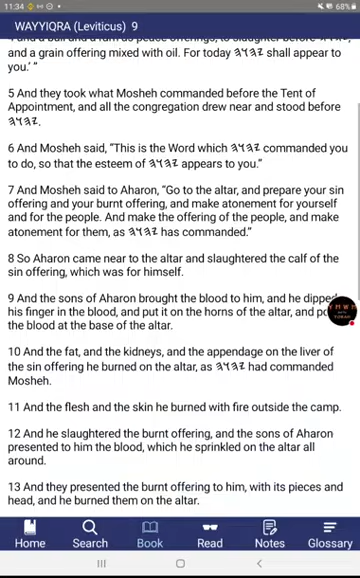 11:34
68%
WAYYIQRA (Leviticus) 9
and a grain offering mixed with oil. For today 𐤉𐤄𐤅𐤄 shall appear to
you.’ ”
5 And they took what Mosheh commanded before the Tent of
Appointment, and all the congregation drew near and stood before
𐤉𐤄𐤅𐤄.
6 And Mosheh said, “This is the Word which 𐤉𐤄𐤅𐤄 commanded you
to do, so that the esteem of 𐤉𐤄𐤅𐤄 appears to you.”
7 And Mosheh said to Aharon, “Go to the altar, and prepare your sin
offering and your burnt offering, and make atonement for yourself
and for the people. And make the offering of the people, and make
atonement for them, as 𐤉𐤄𐤅𐤄 has commanded.”
8 So Aharon came near to the altar and slaughtered the calf of the
sin offering, which was for himself.
9 And the sons of Aharon brought the blood to him, and he dipped
his finger in the blood, and put it on the horns of the altar, and
the blood at the base of the altar.
10 And the fat, and the kidneys, and the appendage on the liver of
the sin offering he burned on the altar, as 𐤉𐤄𐤅𐤄 had commanded
Mosheh.
11 And the flesh and the skin he burned with fire outside the camp.
12 And he slaughtered the burnt offering, and the sons of Aharon
presented to him the blood, which he sprinkled on the altar all
around.
13 And they presented the burnt offering to him, with its pieces and
head, and he burned them on the altar.
Home Search Book Read Notes Glossary